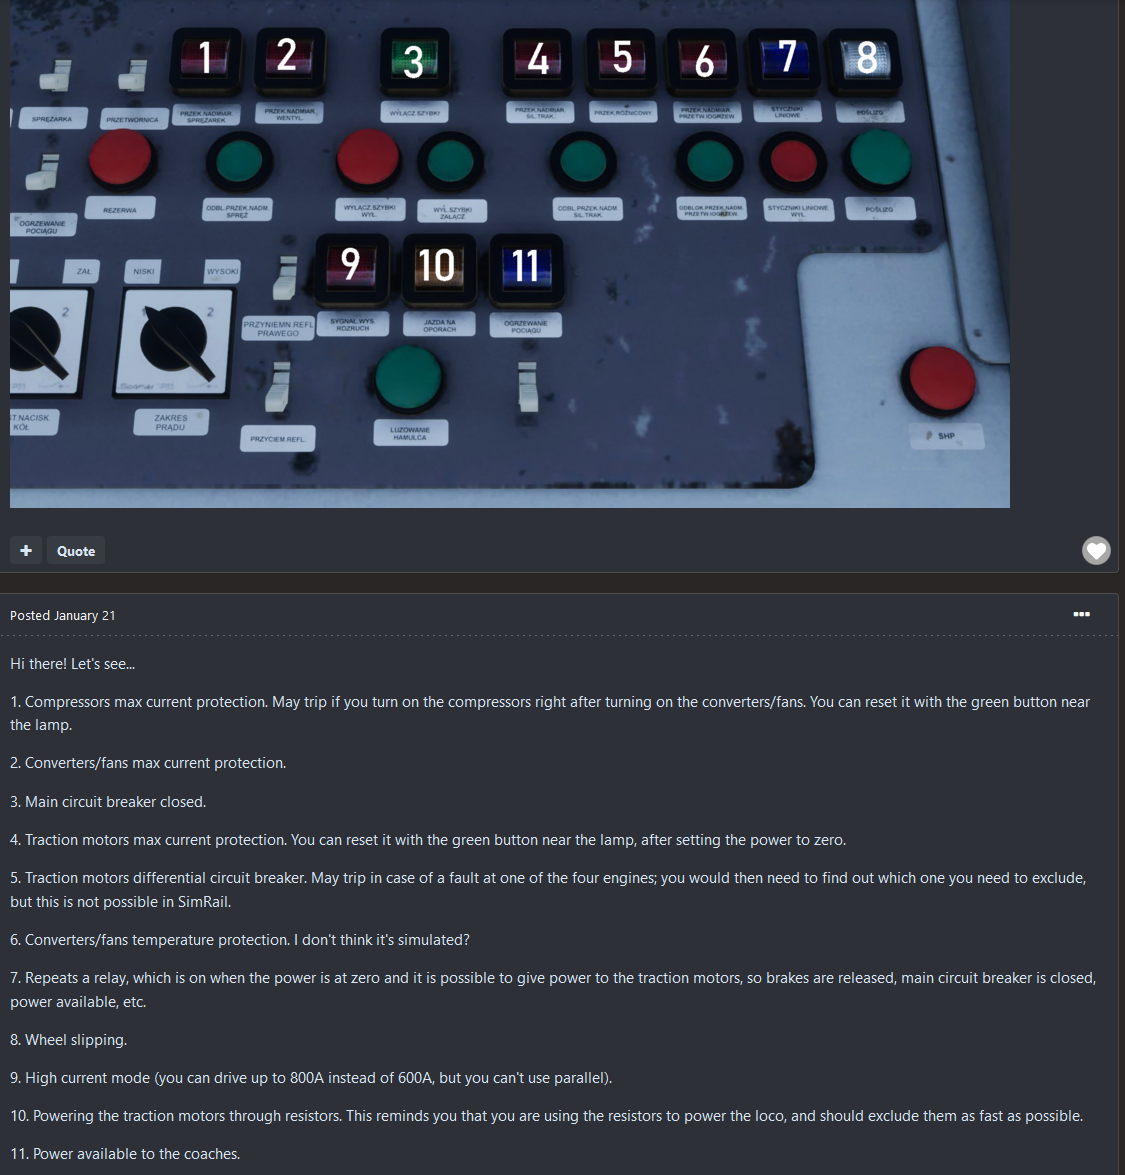 1 2 3 4 5 6 7 8
SPRĘŻARKA PRZETWORNICA PRZEK.NADMIAR. SPRĘŻAREK PRZEK.NADMIAR. WENTYL. WYŁĄCZ.SZYBKI PRZEK.NADMIAR. SIL.TRAK. PRZEK.RÓŻNICOWY PRZEK.NADMIAR. PRZETW.IOGRZEW. STYCZNIKI LINIOWE POŚLIZG
OGRZEWANIE POCIĄGU REZERWA ODBL.PRZEK.NADM. SPRĘŻ WYŁĄCZ.SZYBKI WYŁ. WYŁ.SZYBKI ZAŁĄCZ ODBL.PRZEK.NADM. SIL.TRAK. ODBLOK.PRZEK.NADM. PRZETW.IOGRZEW. STYCZNIKI LINIOWE WYŁ. POŚLIZG
9 10 11
ZAŁ NISKI WYSOKI
2 2
PRZYNIEMN.REFL PRAWEGO SYGNAŁ.WYS. ROZRUCH JAZDA NA OPORACH OGRZEWANIE POCIĄGU
T.NACISK. KÓŁ ZAKRES PRĄDU PRZYCIEM.REFL. LUZOWANIE HAMULCA SHP
+ Quote
Posted January 21
Hi there! Let's see...
1. Compressors max current protection. May trip if you turn on the compressors right after turning on the converters/fans. You can reset it with the green button near
the lamp.
2. Converters/fans max current protection.
3. Main circuit breaker closed.
4. Traction motors max current protection. You can reset it with the green button near the lamp, after setting the power to zero.
5. Traction motors differential circuit breaker. May trip in case of a fault at one of the four engines; you would then need to find out which one you need to exclude,
but this is not possible in SimRail.
6. Converters/fans temperature protection. I don't think it's simulated?
7. Repeats a relay, which is on when the power is at zero and it is possible to give power to the traction motors, so brakes are released, main circuit breaker is closed,
power available, etc.
8. Wheel slipping.
9. High current mode (you can drive up to 800A instead of 600A, but you can't use parallel).
10. Powering the traction motors through resistors. This reminds you that you are using the resistors to power the loco, and should exclude them as fast as possible.
11. Power available to the coaches.